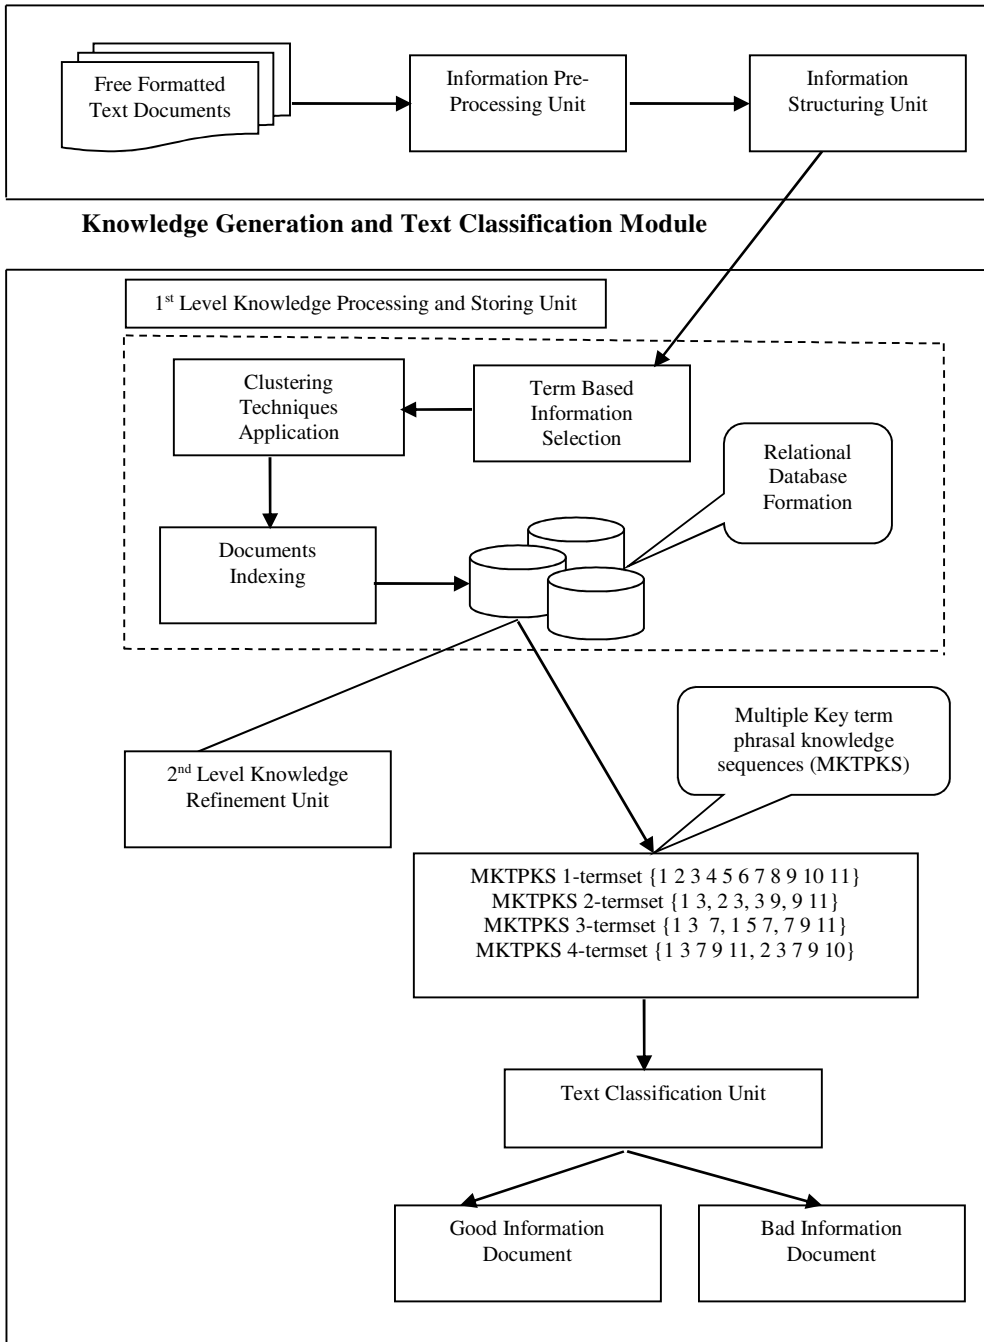 Free Formatted
Text Documents
Information Pre-
Processing Unit
Information
Structuring Unit
Knowledge Generation and Text Classification Module
1st Level Knowledge Processing and Storing Unit
Clustering
Techniques
Application
Term Based
Information
Selection
Relational
Database
Formation
Documents
Indexing
Multiple Key term
phrasal knowledge
sequences (MKTPKS)
2nd Level Knowledge
Refinement Unit
MKTPKS 1-termset {1 2 3 4 5 6 7 8 9 10 11}
MKTPKS 2-termset {1 3, 2 3, 3 9, 9 11}
MKTPKS 3-termset {1 3  7, 1 5 7, 7 9 11}
MKTPKS 4-termset {1 3 7 9 11, 2 3 7 9 10}
Text Classification Unit
Good Information
Document
Bad Information
Document